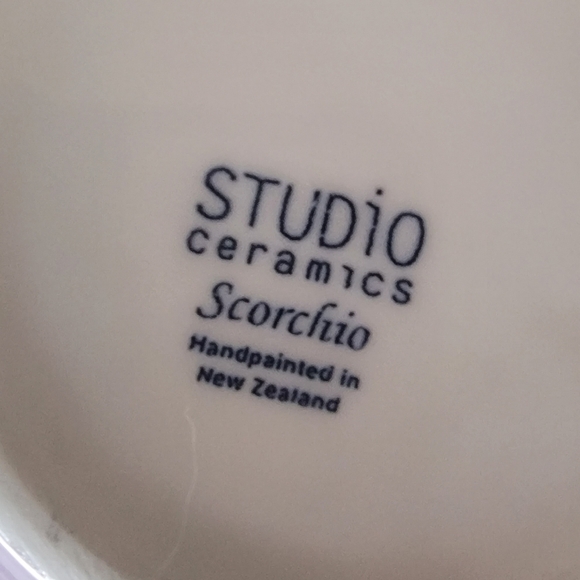 STUDiO
ceramics
Scorchio
Handpainted in
New Zealand